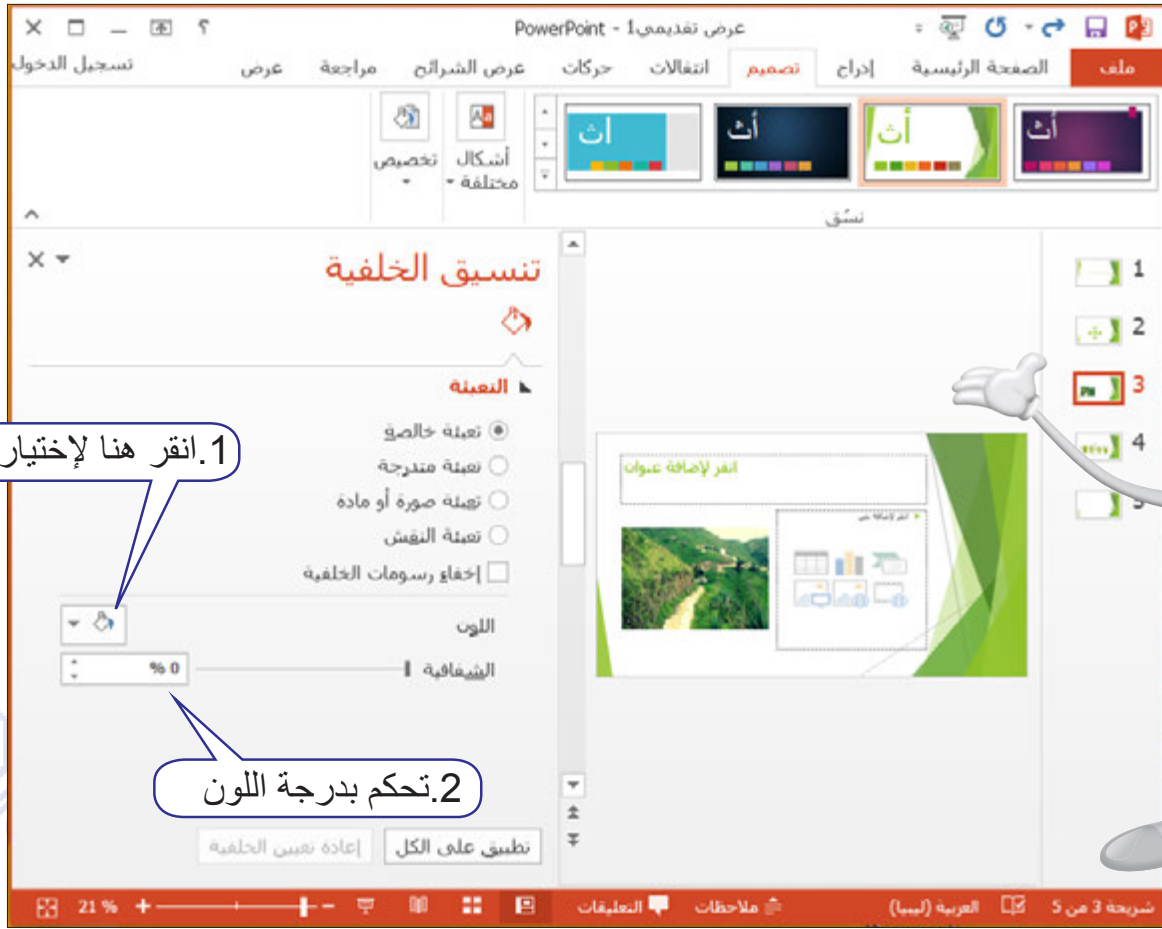 عرض تقديمي1 - PowerPoint
ملف الصفحة الرئيسية إدراج تصميم انتقالات حركات عرض الشرائح مراجعة عرض تسجيل الدخول
أث أث أث أث
أشكال مختلفة
تخصيص
نسُق
1
2
3
4
تنسيق الخلفية
التعبئة
تعبئة خالصة
تعبئة متدرجة
تعبئة صورة أو مادة
تعبئة النقش
إخفاء رسومات الخلفية
اللون
الشفافية
% 0
1.انقر هنا لإختيار
2.تحكم بدرجة اللون
انقر لإضافة عنوان
انقر لإضافة نص
تطبيق على الكل
إعادة تعيين الخلفية
شريحة 3 من 5 العربية (ليبيا) ملاحظات التعليقات 21 %